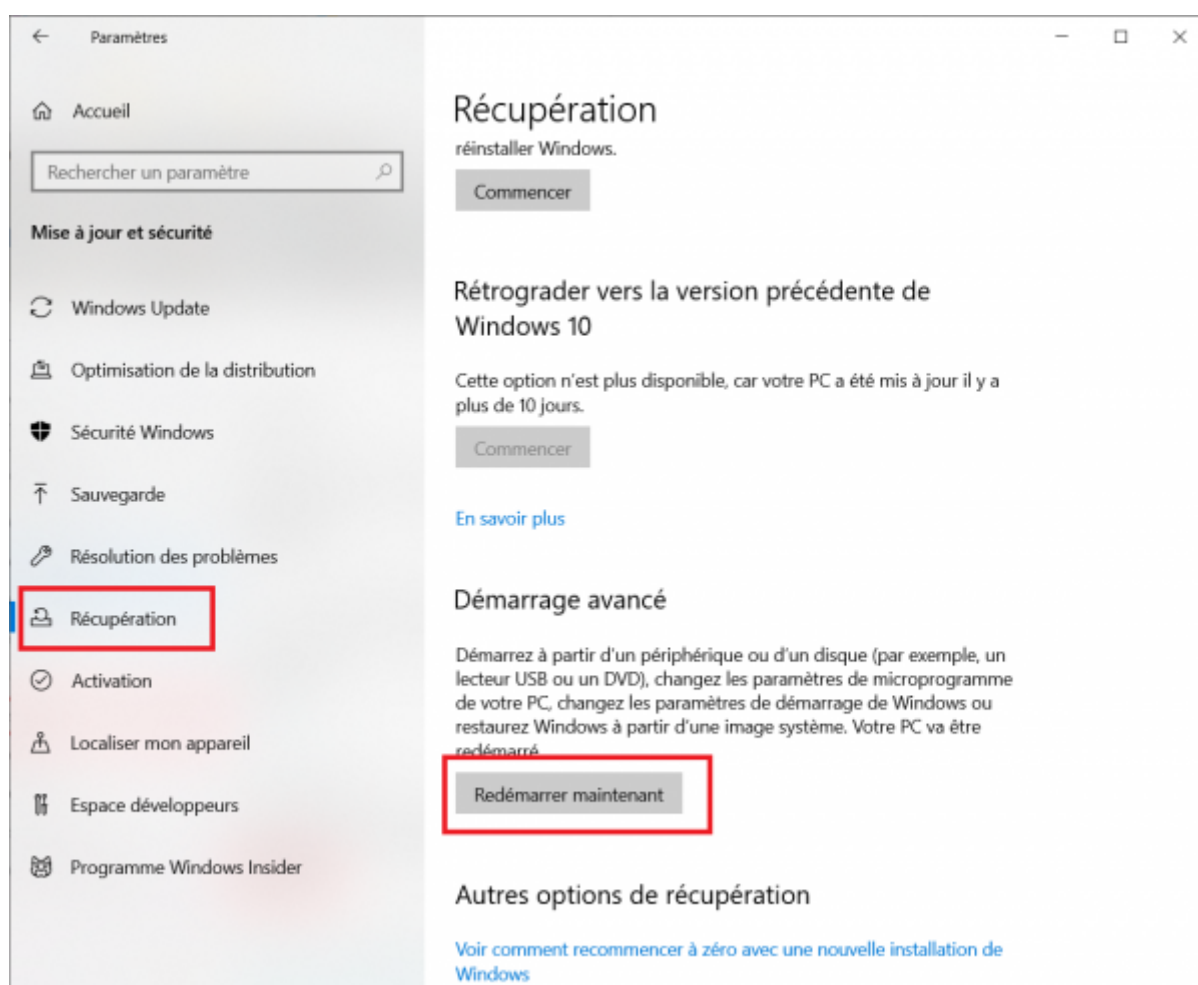 Paramètres
Accueil
Rechercher un paramètre
Mise à jour et sécurité
Windows Update
Optimisation de la distribution
Sécurité Windows
Sauvegarde
Résolution des problèmes
Récupération
Activation
Localiser mon appareil
Espace développeurs
Programme Windows Insider
Récupération
réinstaller Windows.
Commencer
Rétrograder vers la version précédente de
Windows 10
Cette option n'est plus disponible, car votre PC a été mis à jour il y a
plus de 10 jours.
Commencer
En savoir plus
Démarrage avancé
Démarrez à partir d'un périphérique ou d'un disque (par exemple, un
lecteur USB ou un DVD), changez les paramètres de microprogramme
de votre PC, changez les paramètres de démarrage de Windows ou
restaurez Windows à partir d'une image système. Votre PC va être
redémarré.
Redémarrer maintenant
Autres options de récupération
Voir comment recommencer à zéro avec une nouvelle installation de
Windows